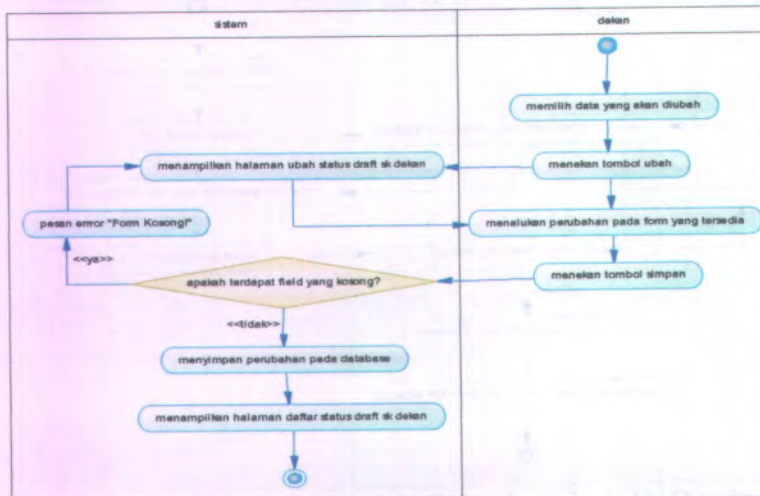 sistem
dekan
memilih data yang akan diubah
menampilkan halaman ubah status draft sk dekan
menekan tombol ubah
pesan errror "Form Kosong!"
melalukan perubahan pada form yang tersedia
<<ya>>
apakah terdapat field yang kosong?
menekan tombol simpan
<<tidak>>
menyimpan perubahan pada database
menampilkan halaman daftar status draft sk dekan